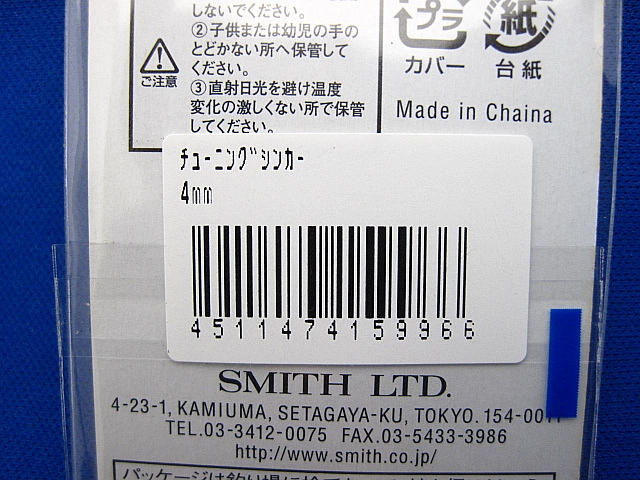 しないでください。
②子供または幼児の手の
とどかない所へ保管して
ください。
③直射日光を避け温度
変化の激しくない所で保管
してください。
ご注意
プラ
カバー
紙
台紙
Made in Chaina
ﾁｭｰﾆﾝｸﾞｼﾝｶｰ
4mm
4511474159966
SMITH LTD.
4-23-1, KAMIUMA, SETAGAYA-KU, TOKYO. 154-0011
TEL.03-3412-0075 FAX.03-5433-3986
http://www.smith.co.jp/
パッケージは釣り場に捨て